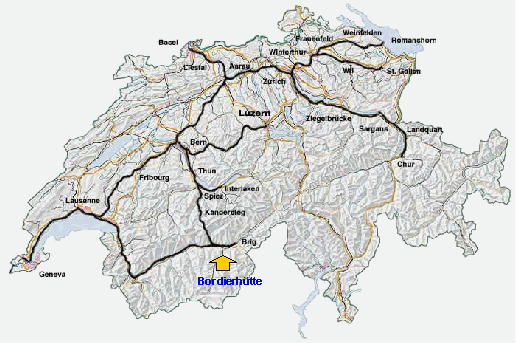 Basel
Liestal
Aarau
Frauenfeld
Weinfelden
Romanshorn
Winterthur
Wil
St. Gallen
Zürich
Luzern
Ziegelbrücke
Sargans
Landquart
Chur
Bern
Fribourg
Thun
Spiez
Interlaken
Kandersteg
Lausanne
Brig
Geneva
Bordierhütte